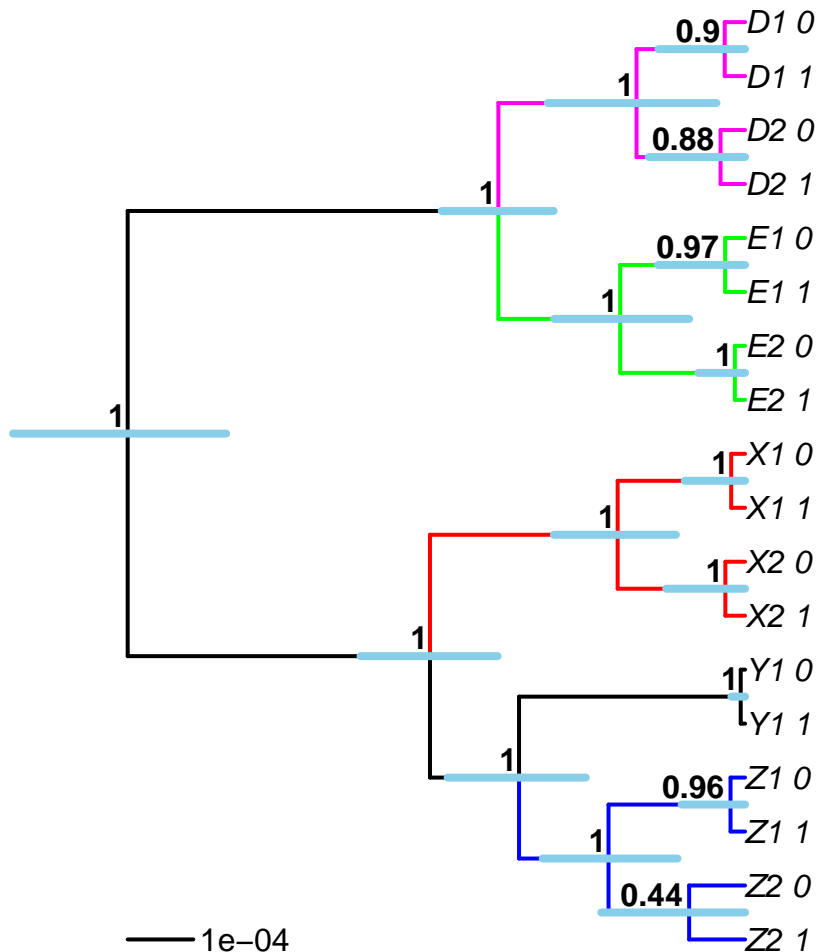 D1 0
0.9
D1 1
1
D2 0
0.88
D2 1
1
E1 0
0.97
E1 1
1
E2 0
1
E2 1
1
X1 0
1
X1 1
1
X2 0
1
X2 1
1
Y1 0
1
Y1 1
1
Z1 0
0.96
Z1 1
1
Z2 0
0.44
Z2 1
1e−04